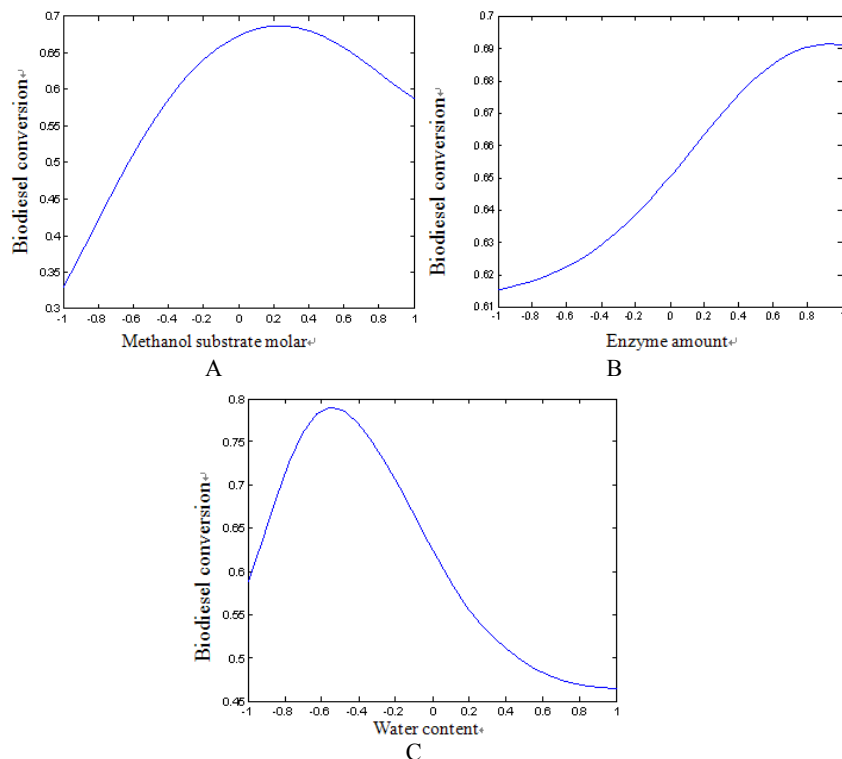 0.7
0.65
0.6
0.55
0.5
0.45
0.4
0.35
0.3
-1 -0.8 -0.6 -0.4 -0.2 0 0.2 0.4 0.6 0.8 1
Biodiesel conversion↵
Methanol substrate molar↵
A
0.7
0.69
0.68
0.67
0.66
0.65
0.64
0.63
0.62
0.61
-1 -0.8 -0.6 -0.4 -0.2 0 0.2 0.4 0.6 0.8 1
Biodiesel conversion↵
Enzyme amount↵
B
0.8
0.75
0.7
0.65
0.6
0.55
0.5
0.45
-1 -0.8 -0.6 -0.4 -0.2 0 0.2 0.4 0.6 0.8 1
Biodiesel conversion↵
Water content↵
C